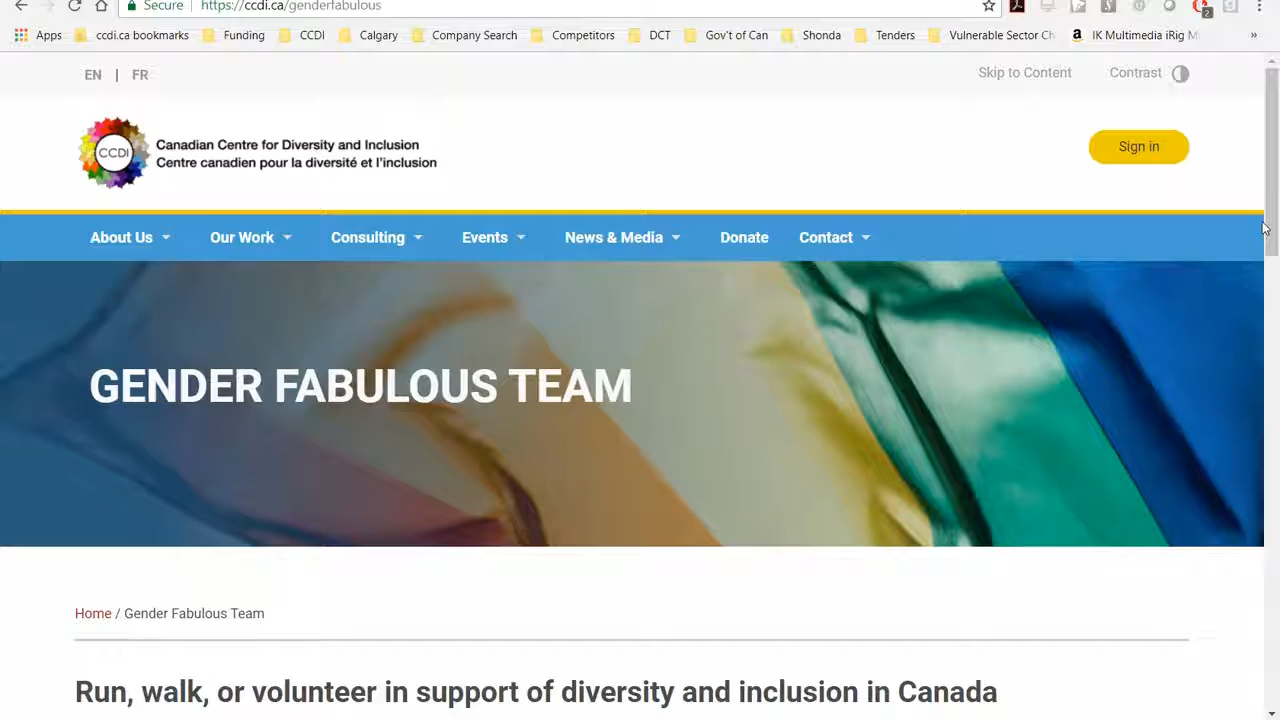 Secure https://ccdi.ca/genderfabulous
2
Apps ccdi.ca bookmarks Funding CCDI Calgary Company Search Competitors DCT Gov't of Can Shonda Tenders Vulnerable Sector Ch IK Multimedia iRig M »
EN | FR
Skip to Content Contrast
CCDI
Canadian Centre for Diversity and Inclusion
Centre canadien pour la diversité et l'inclusion
Sign in
About Us Our Work Consulting Events News & Media Donate Contact
GENDER FABULOUS TEAM
Home / Gender Fabulous Team
Run, walk, or volunteer in support of diversity and inclusion in Canada